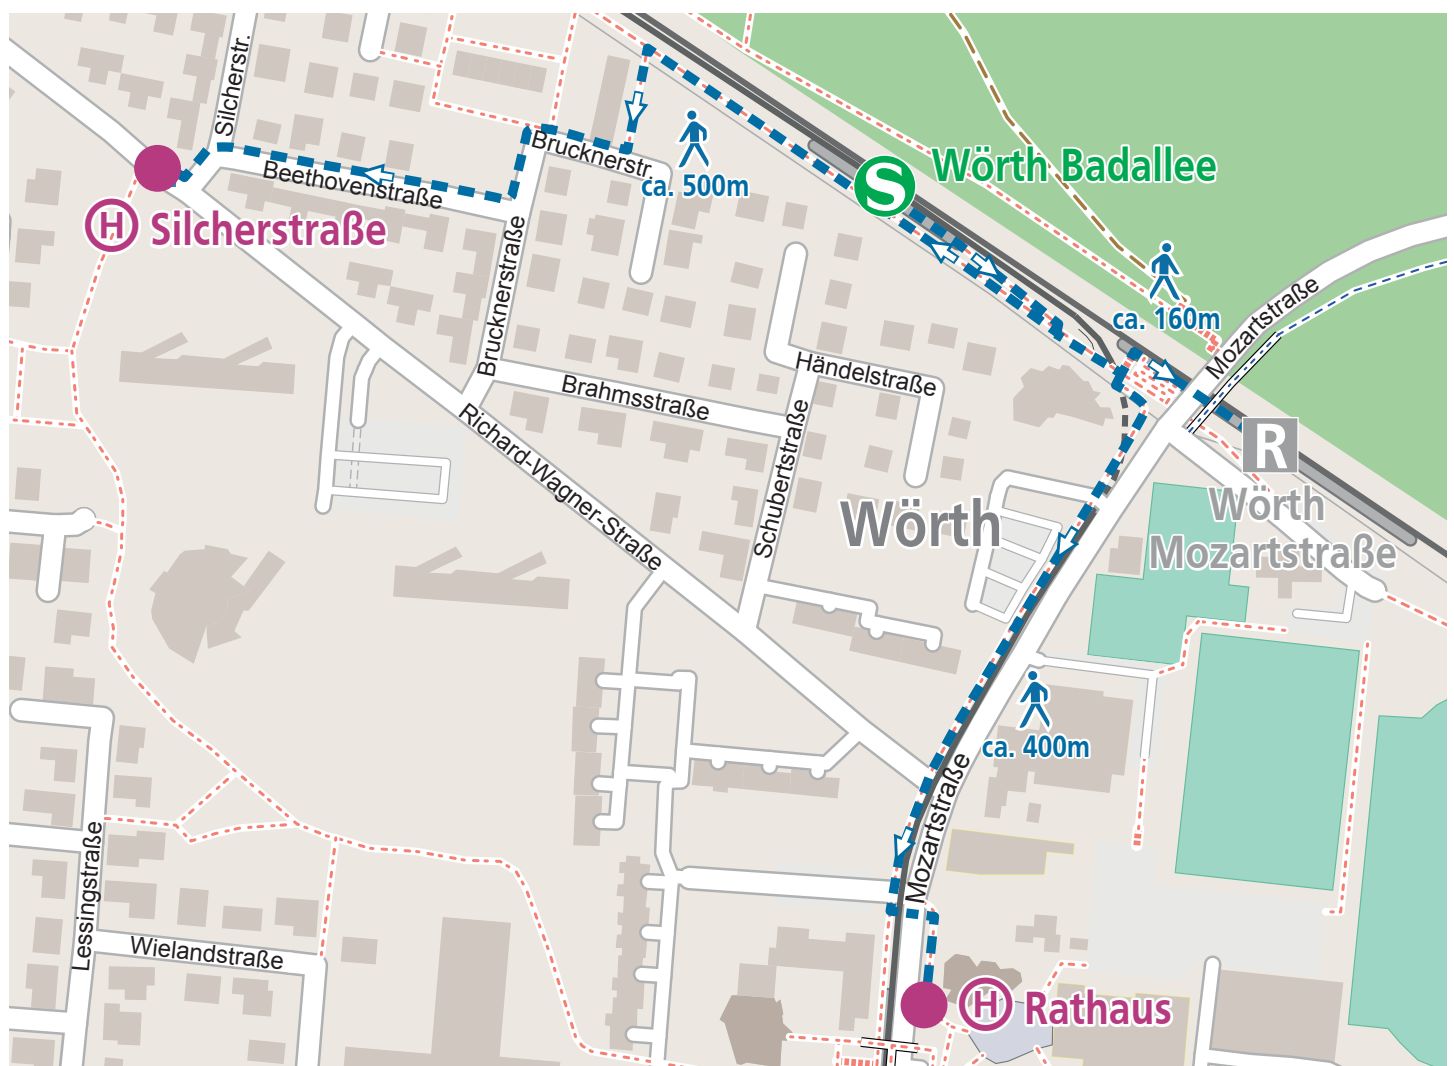 Silcherstr.
S
Wörth Badallee
Brucknerstr.
ca. 500m
Beethovenstraße
H Silcherstraße
Mozartstraße
ca. 160m
Brucknerstraße
Händelstraße
Brahmsstraße
Richard-Wagner-Straße
Schubertstraße
R
Wörth
Mozartstraße
Wörth
ca. 400m
Mozartstraße
Lessingstraße
Wielandstraße
H Rathaus